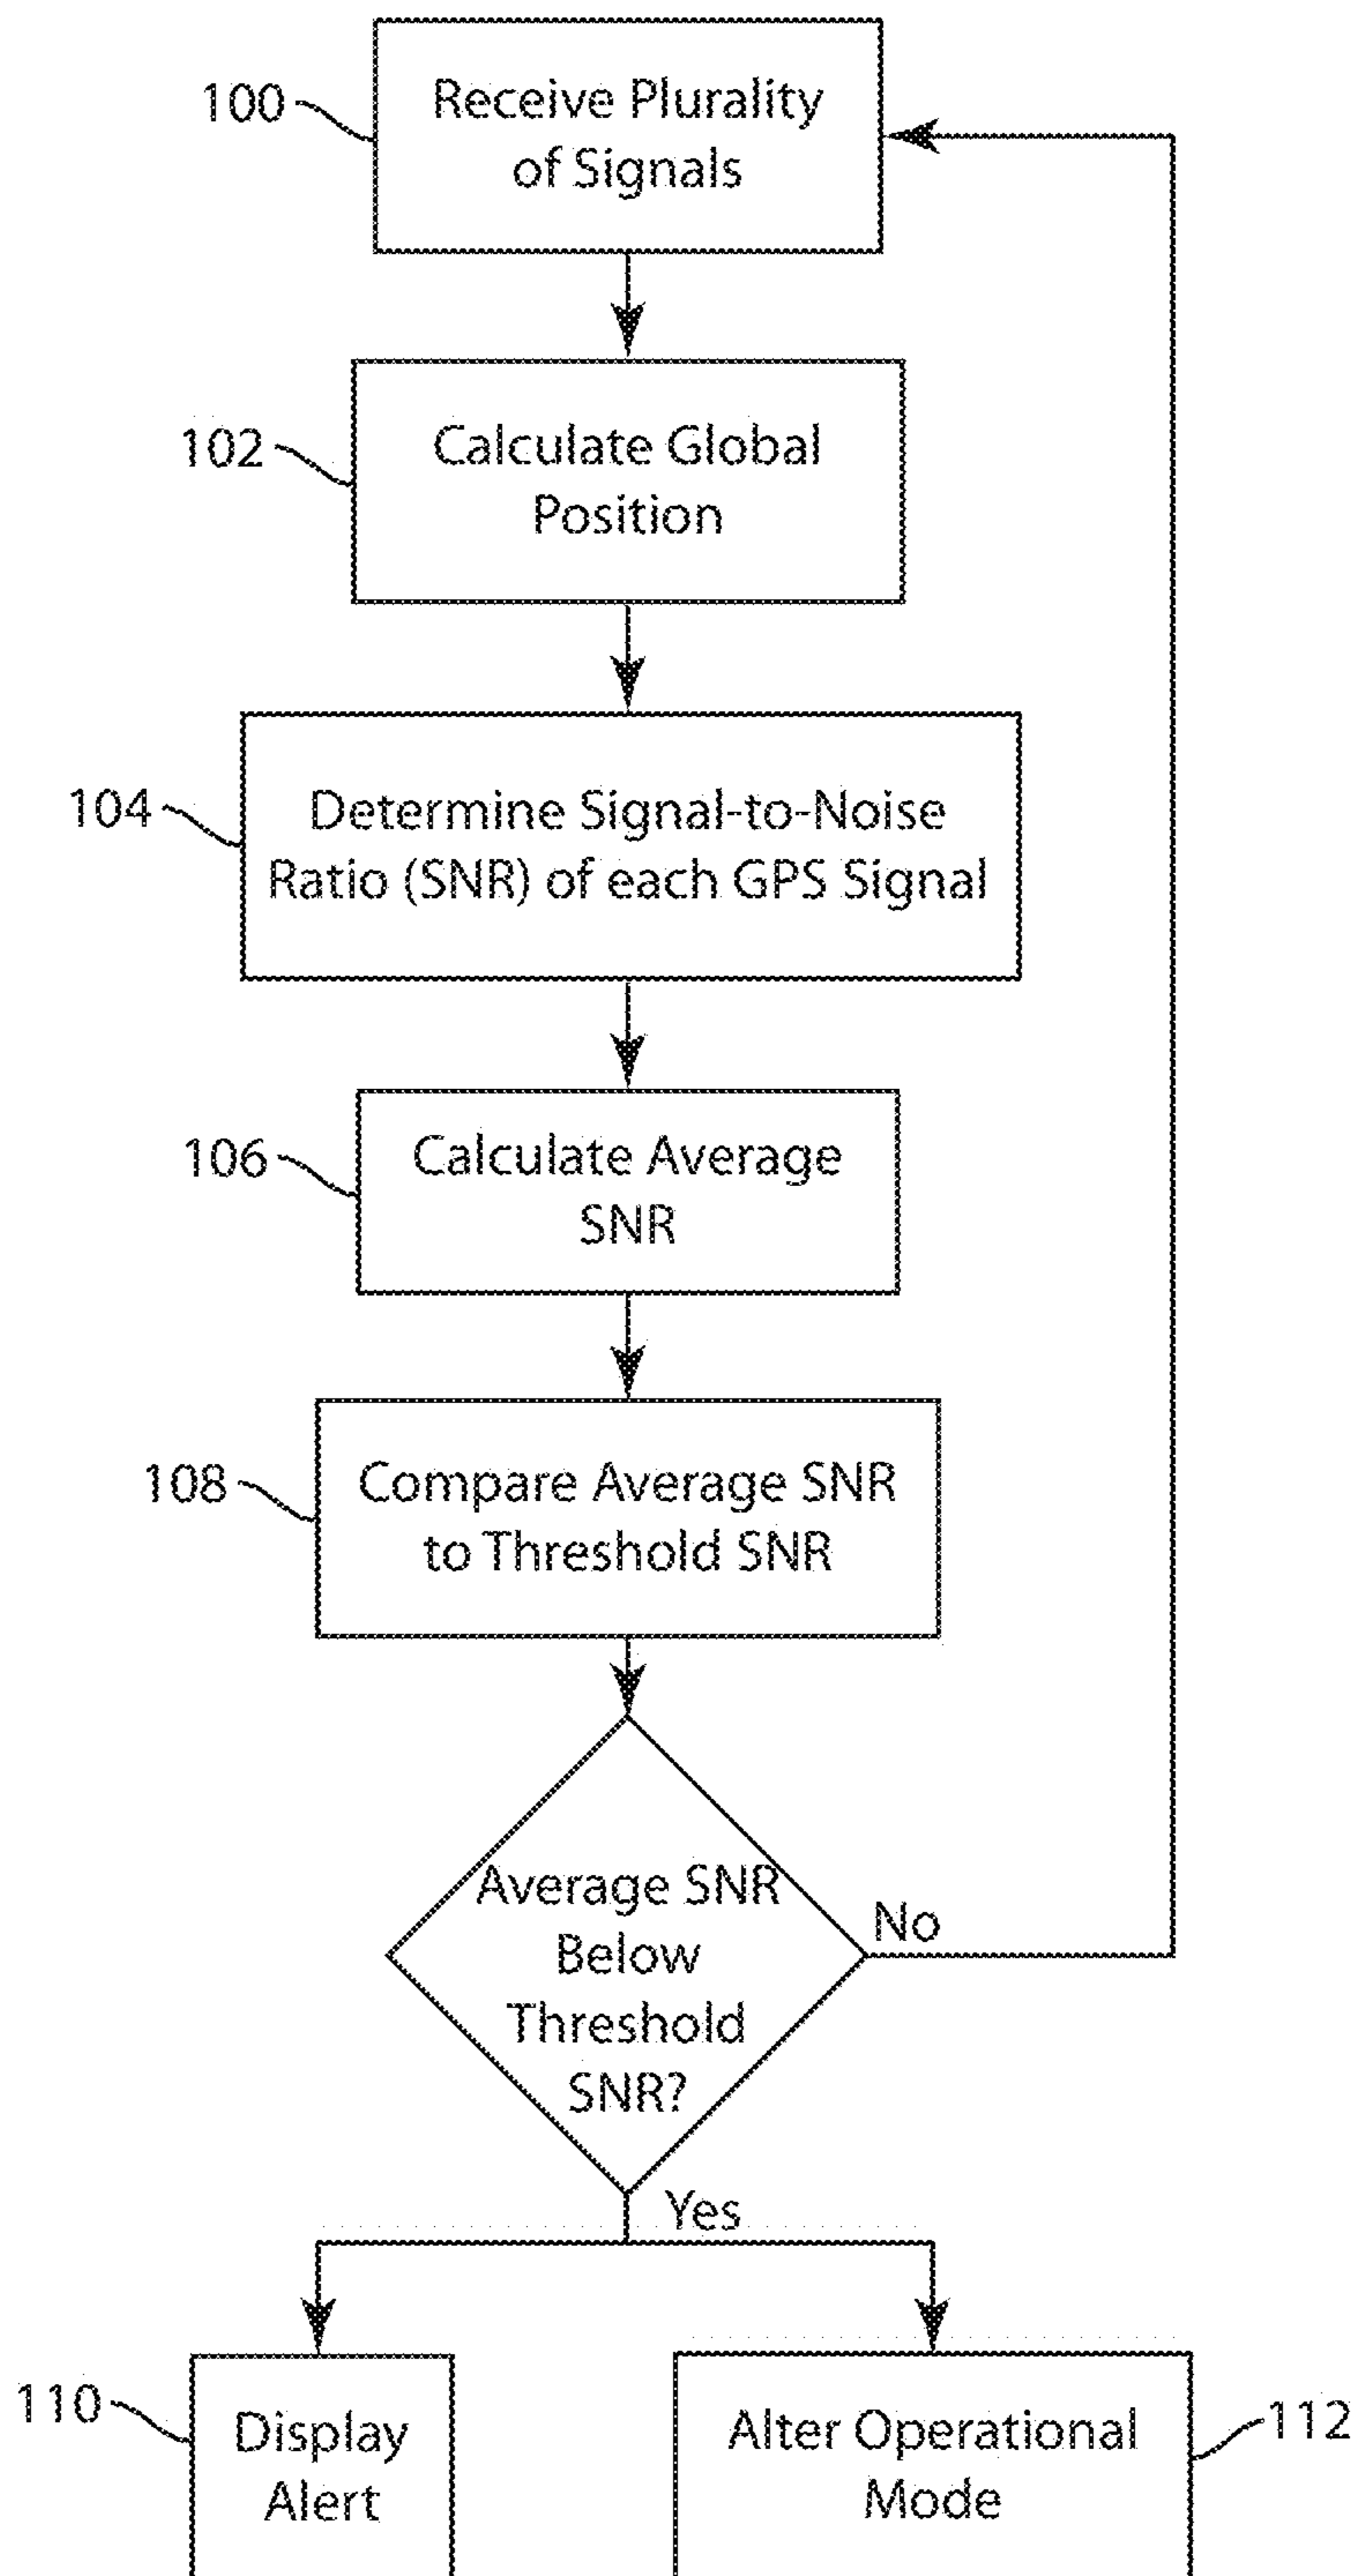 100
Receive Plurality
of Signals
102
Calculate Global
Position
104
Determine Signal-to-Noise
Ratio (SNR) of each GPS Signal
106
Calculate Average
SNR
108
Compare Average SNR
to Threshold SNR
Average SNR
Below
Threshold
SNR?
No
Yes
110
Display
Alert
Alter Operational
Mode
112